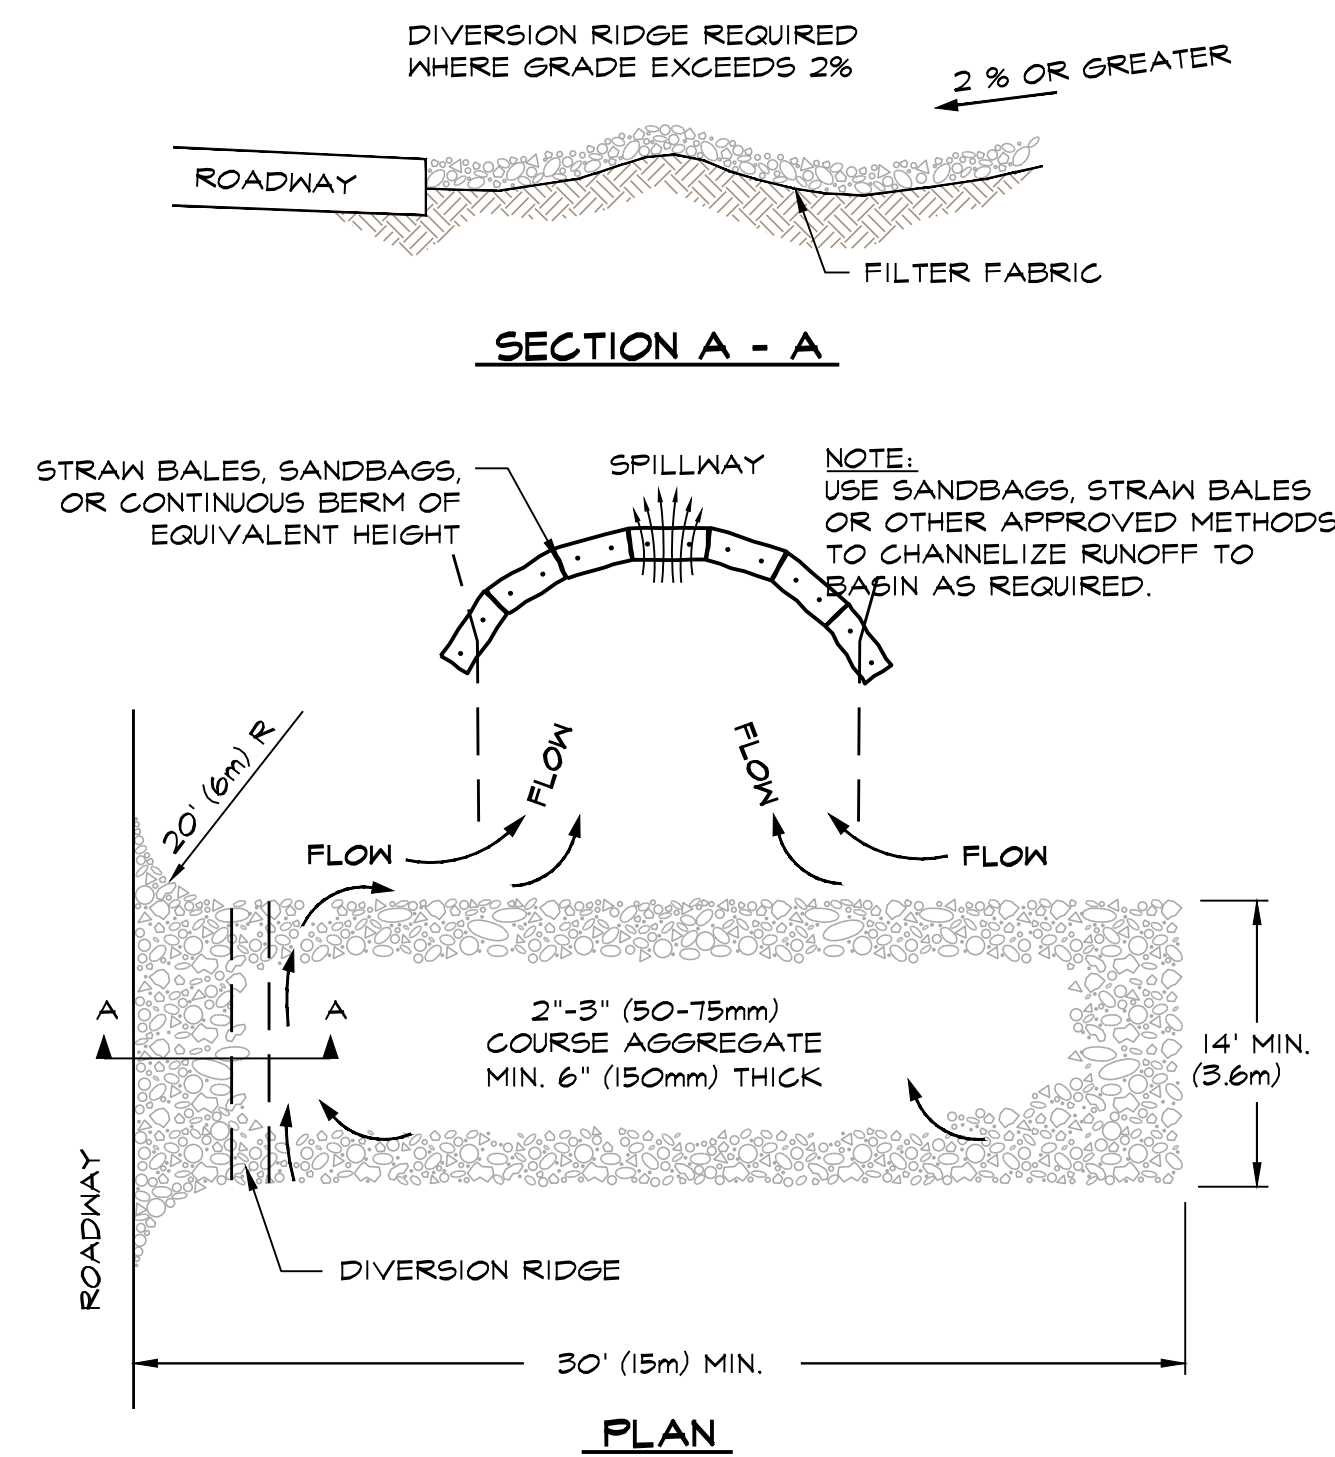 DIVERSION RIDGE REQUIRED
WHERE GRADE EXCEEDS 2%
2 % OR GREATER
ROADWAY
FILTER FABRIC
SECTION A - A
STRAW BALES, SANDBAGS,
OR CONTINUOUS BERM OF
EQUIVALENT HEIGHT
SPILLWAY
NOTE:
USE SANDBAGS, STRAW BALES
OR OTHER APPROVED METHODS
TO CHANNELIZE RUNOFF TO
BASIN AS REQUIRED.
20' (6m) R
FLOW
FLOW
FLOW
FLOW
A
A
2"-3" (50-75mm)
COURSE AGGREGATE
MIN. 6" (150mm) THICK
14' MIN.
(3.6m)
ROADWAY
DIVERSION RIDGE
30' (15m) MIN.
PLAN